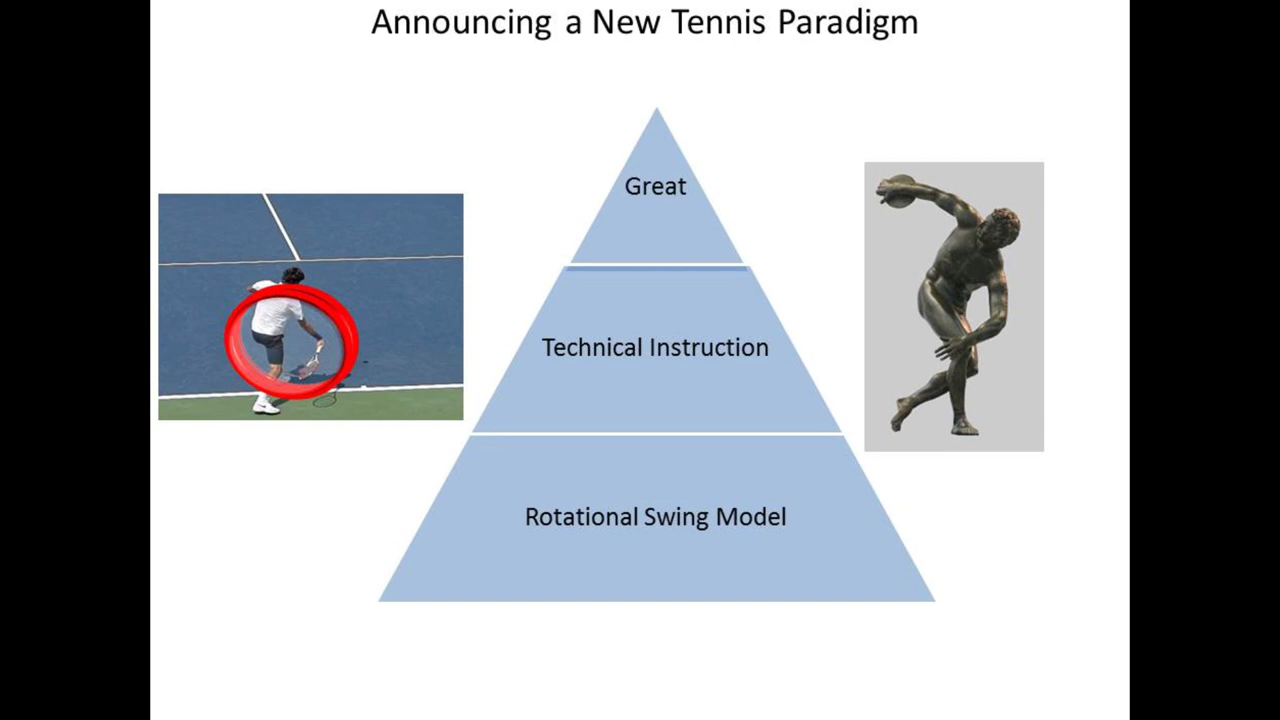 Announcing a New Tennis Paradigm
Great
Technical Instruction
Rotational Swing Model